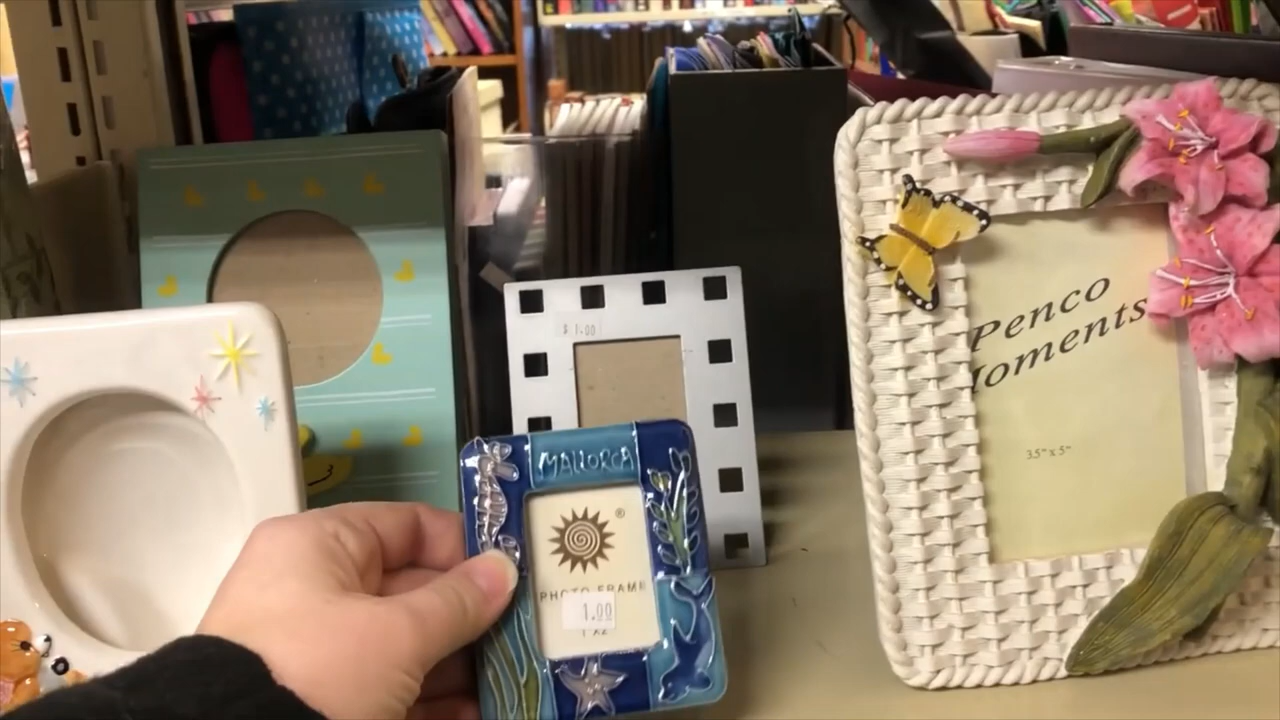 $1.00
MALLORCA
®
PHOTO FRAME
1.00
Penco
Moments
3.5" x 5"